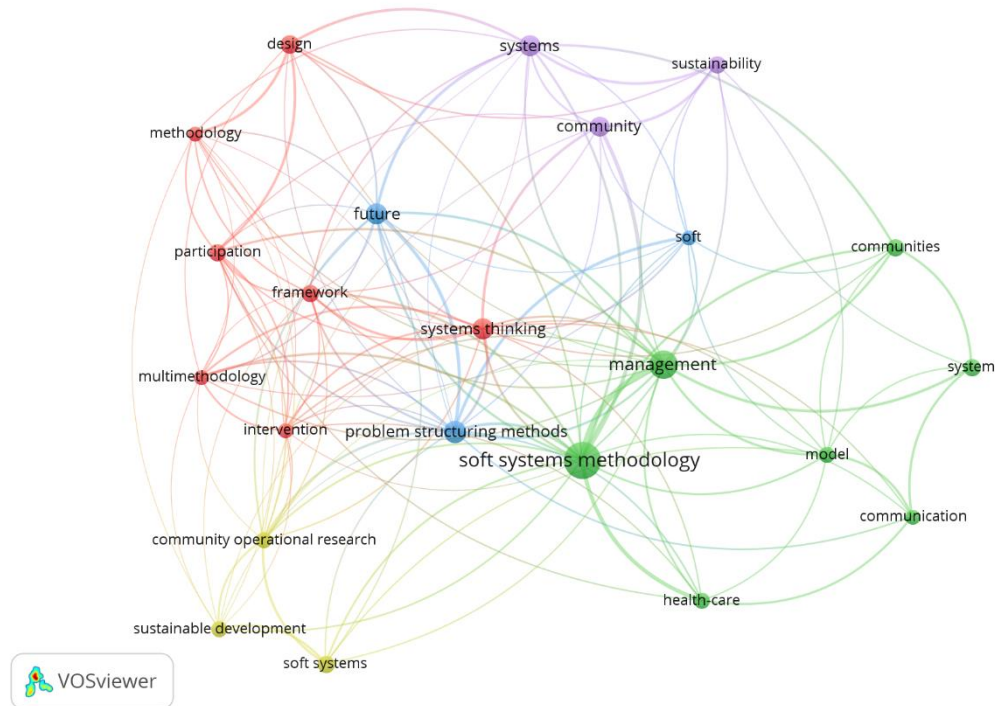 design
systems
sustainability
methodology
community
future
soft
communities
participation
framework
systems thinking
management
system
multimethodology
intervention
problem structuring methods
soft systems methodology
model
communication
community operational research
health-care
sustainable development
soft systems
VOSviewer